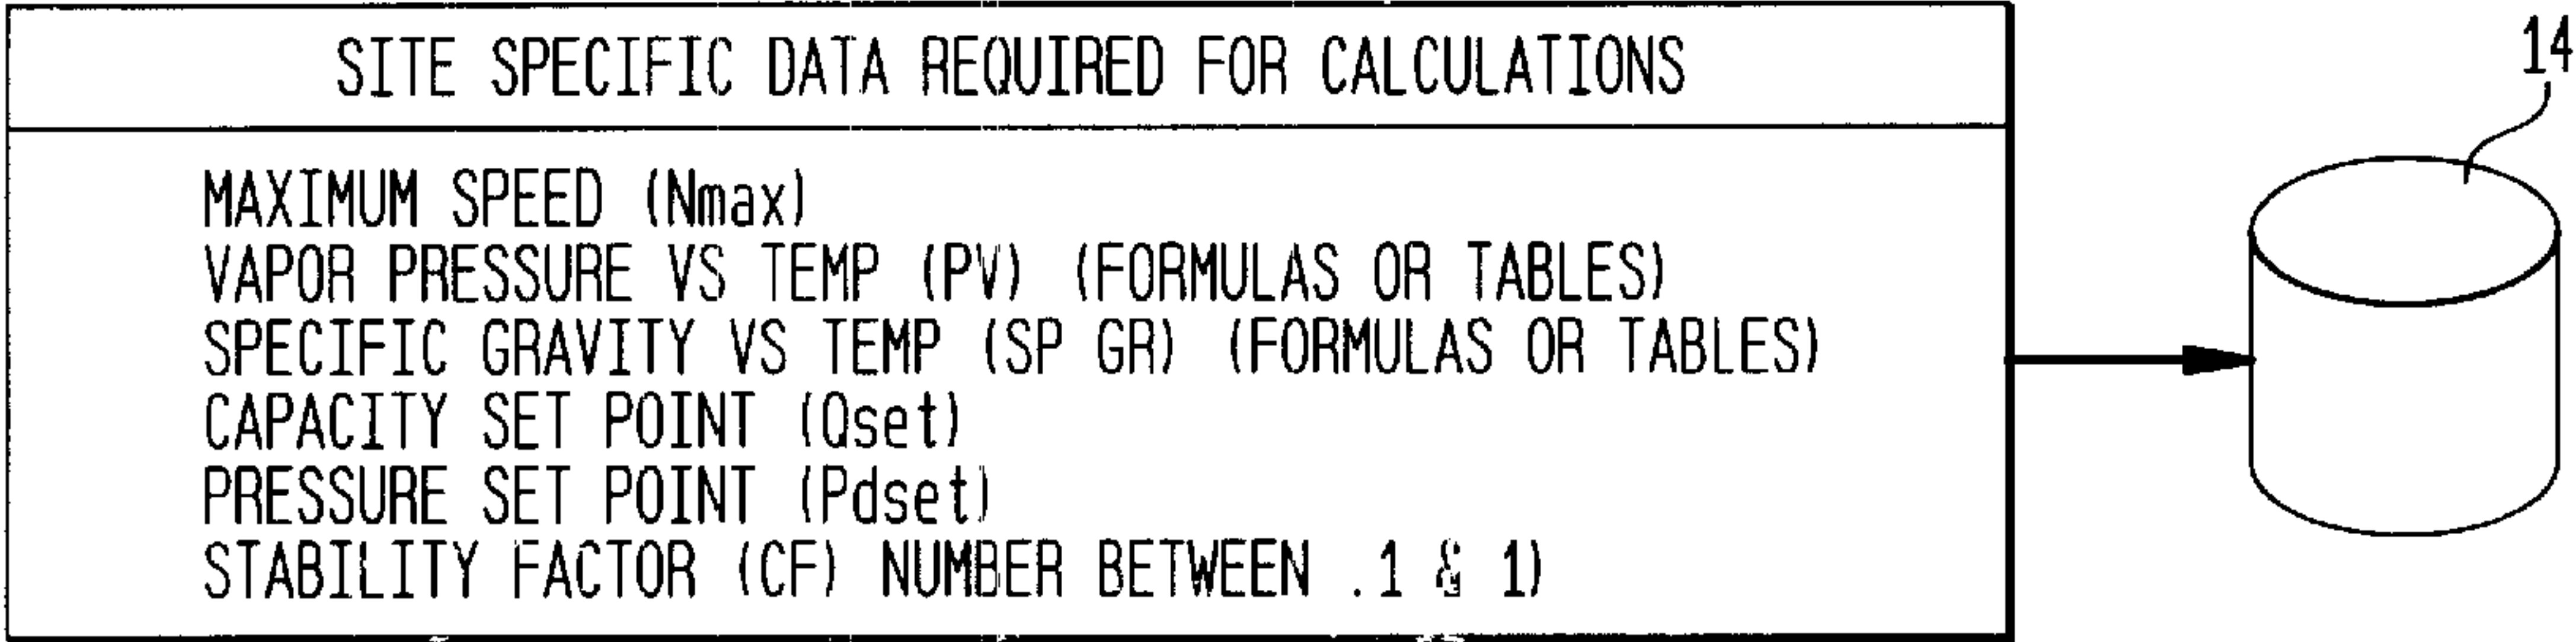 SITE SPECIFIC DATA REQUIRED FOR CALCULATIONS
14
MAXIMUM SPEED (Nmax)
VAPOR PRESSURE VS TEMP (PV) (FORMULAS OR TABLES)
SPECIFIC GRAVITY VS TEMP (SP GR) (FORMULAS OR TABLES)
CAPACITY SET POINT (Qset)
PRESSURE SET POINT (Pdset)
STABILITY FACTOR (CF) NUMBER BETWEEN .1 & 1)